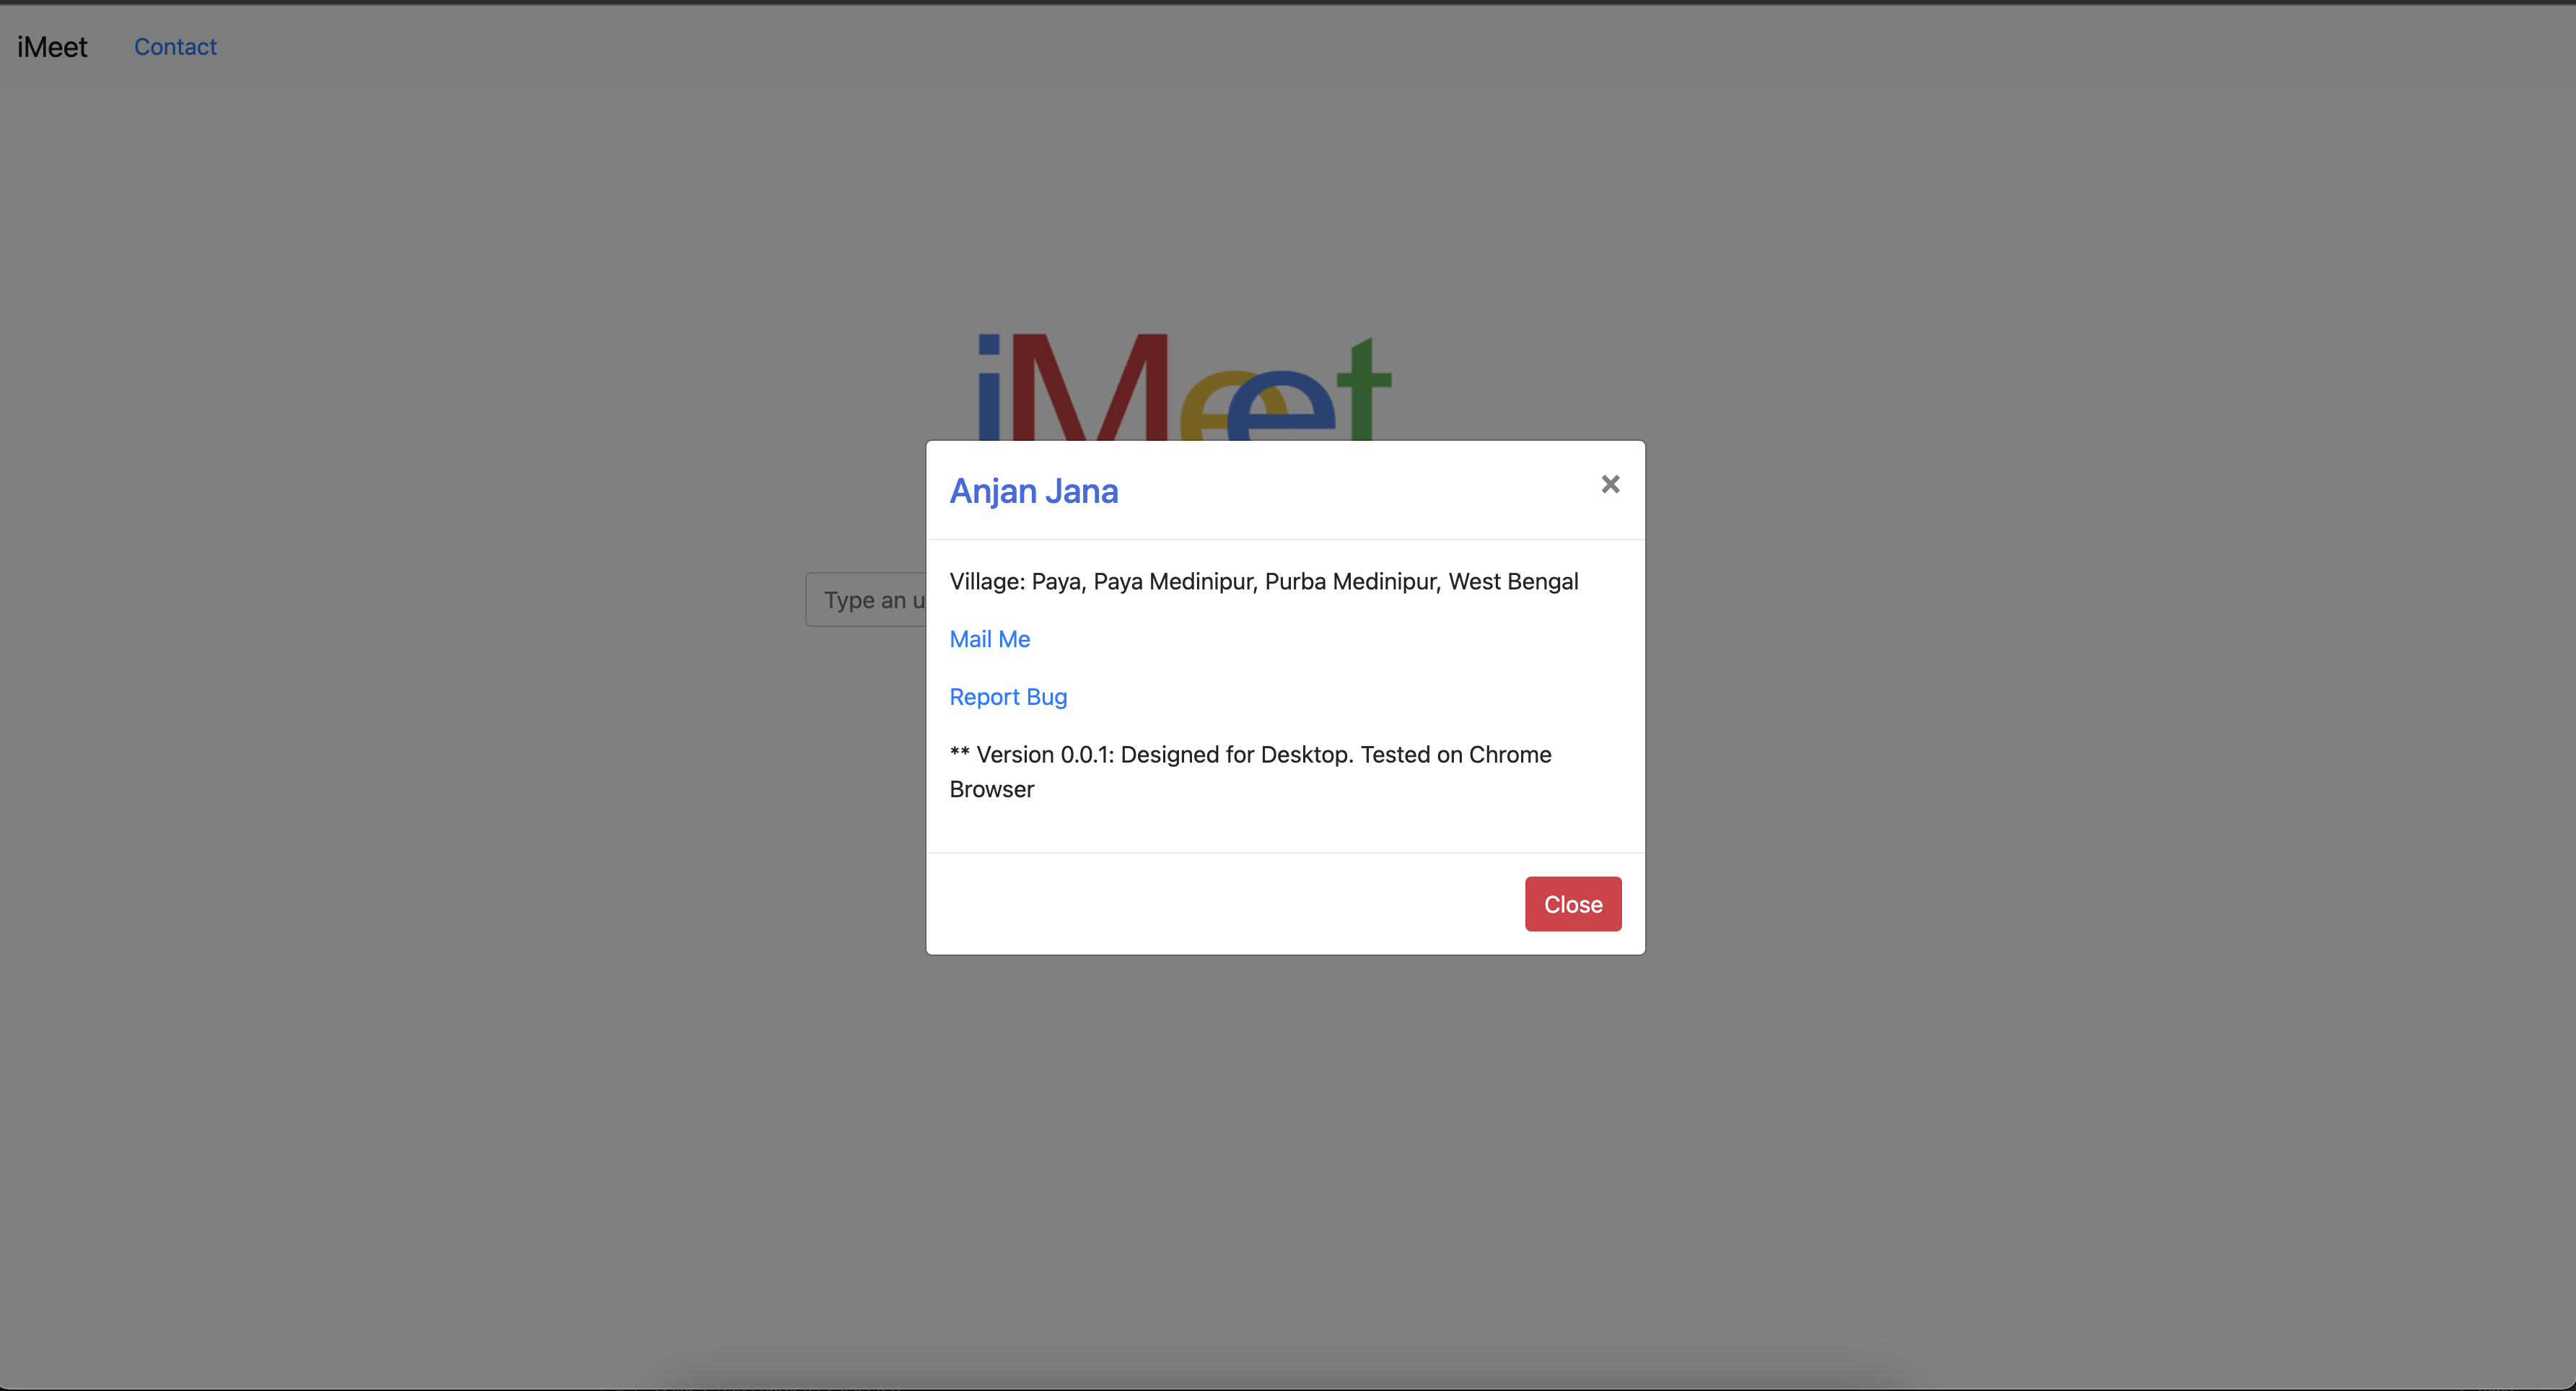 iMeet Contact
iMeet
Anjan Jana ×
Village: Paya, Paya Medinipur, Purba Medinipur, West Bengal
Type an
Mail Me
Report Bug
** Version 0.0.1: Designed for Desktop. Tested on Chrome
Browser
Close